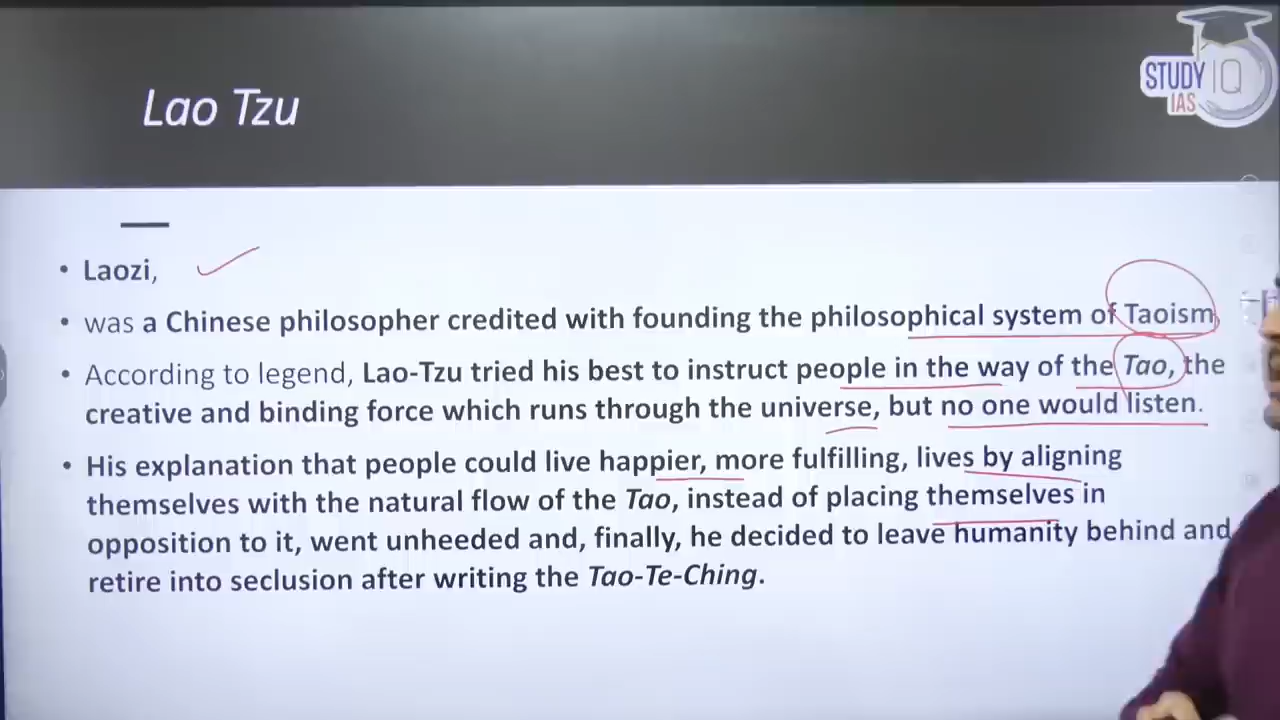 STUDY IQ
IAS
Lao Tzu
• Laozi,
• was a Chinese philosopher credited with founding the philosophical system of Taoism
• According to legend, Lao-Tzu tried his best to instruct people in the way of the Tao, the
creative and binding force which runs through the universe, but no one would listen.
• His explanation that people could live happier, more fulfilling, lives by aligning
themselves with the natural flow of the Tao, instead of placing themselves in
opposition to it, went unheeded and, finally, he decided to leave humanity behind and
retire into seclusion after writing the Tao-Te-Ching.